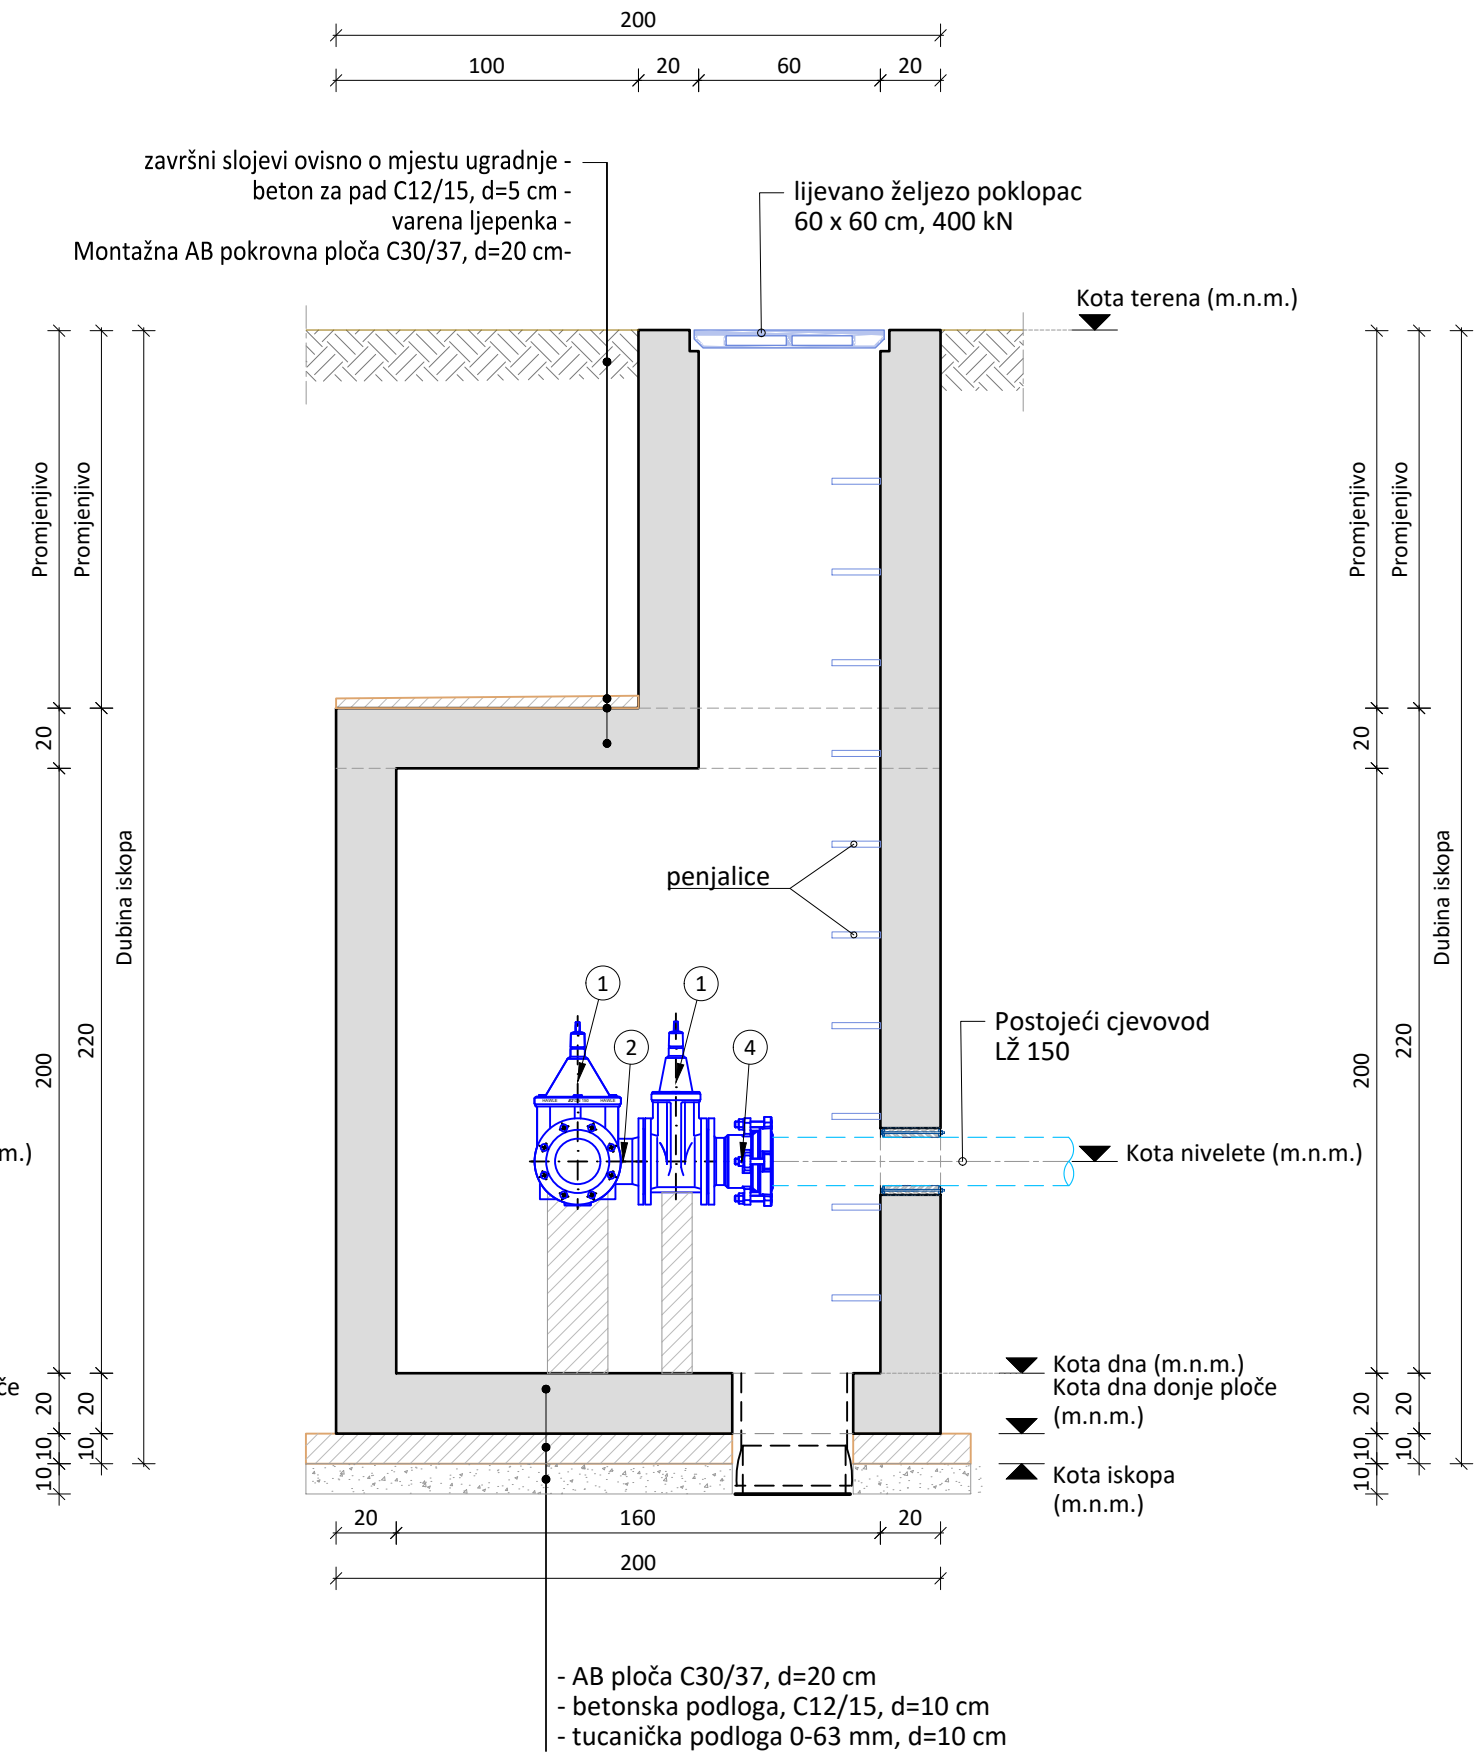 200
100
20
60
20
završni slojevi ovisno o mjestu ugradnje -
beton za pad C12/15, d=5 cm -
varena ljepenka -
Montažna AB pokrovna ploča C30/37, d=20 cm-
lijevano željezo poklopac
60 x 60 cm, 400 kN
Kota terena (m.n.m.)
Promjenjivo
Promjenjivo
Promjenjivo
Promjenjivo
20
20
Dubina iskopa
Dubina iskopa
penjalice
1
1
2
4
Postojeći cjevovod
LŽ 150
200
220
200
220
m.)
Kota nivelete (m.n.m.)
če
Kota dna (m.n.m.)
Kota dna donje ploče
(m.n.m.)
Kota iskopa
(m.n.m.)
20
20
10
10
10
20
20
10
10
10
20
160
20
200
- AB ploča C30/37, d=20 cm
- betonska podloga, C12/15, d=10 cm
- tucanička podloga 0-63 mm, d=10 cm